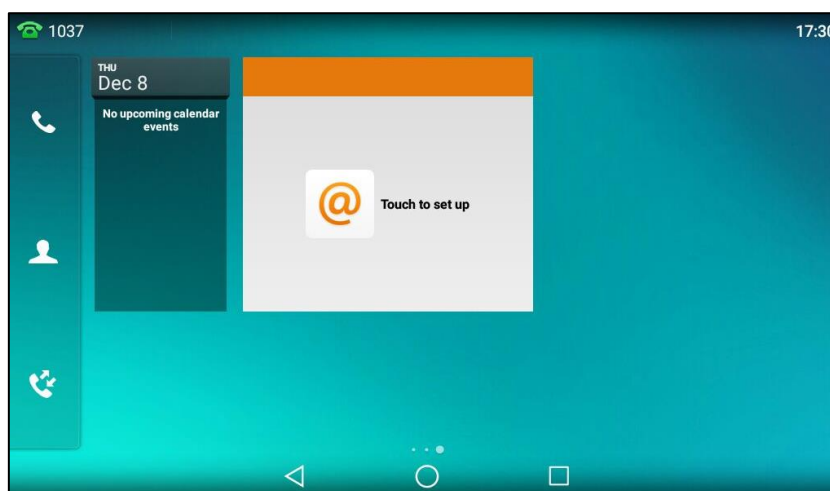 1037
17:30
THU
Dec 8
No upcoming calendar
events
@
Touch to set up